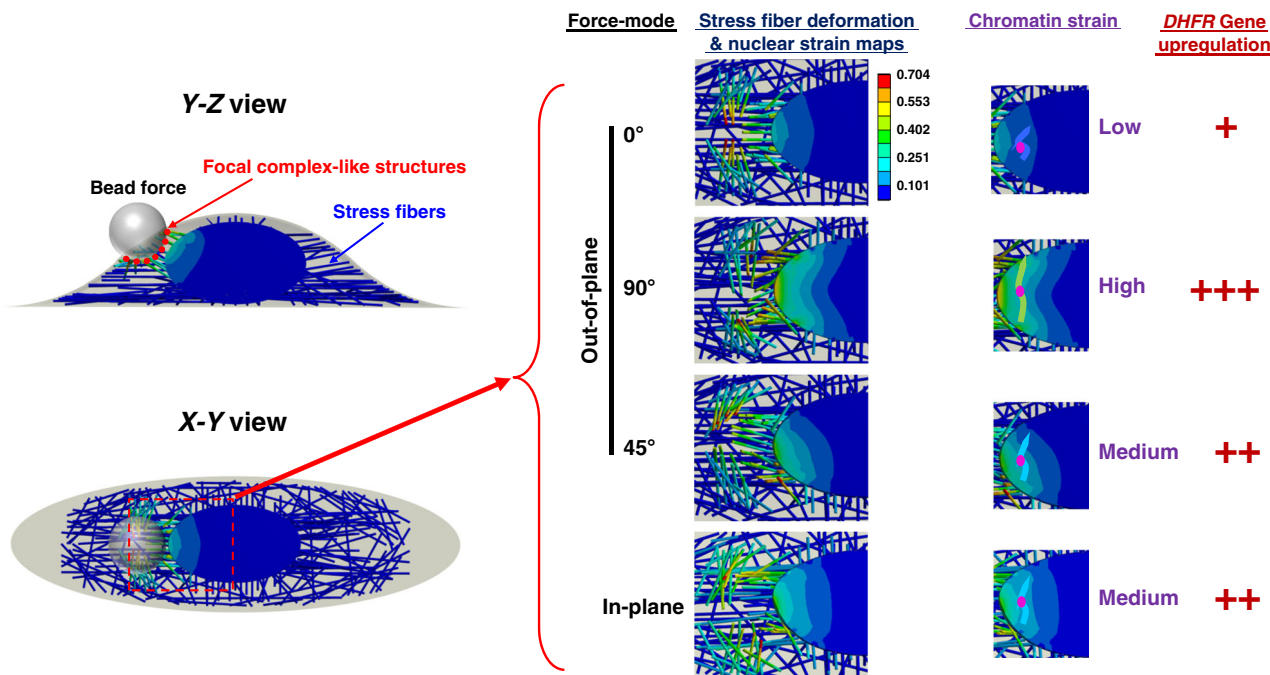 Force-mode
Stress fiber deformation
& nuclear strain maps
Chromatin strain
DHFR Gene
upregulation
Y-Z view
Focal complex-like structures
Bead force
Stress fibers
X-Y view
Out-of-plane
0°
0.704
0.553
0.402
0.251
0.101
Low
+
90°
High
+++
45°
Medium
++
In-plane
Medium
++